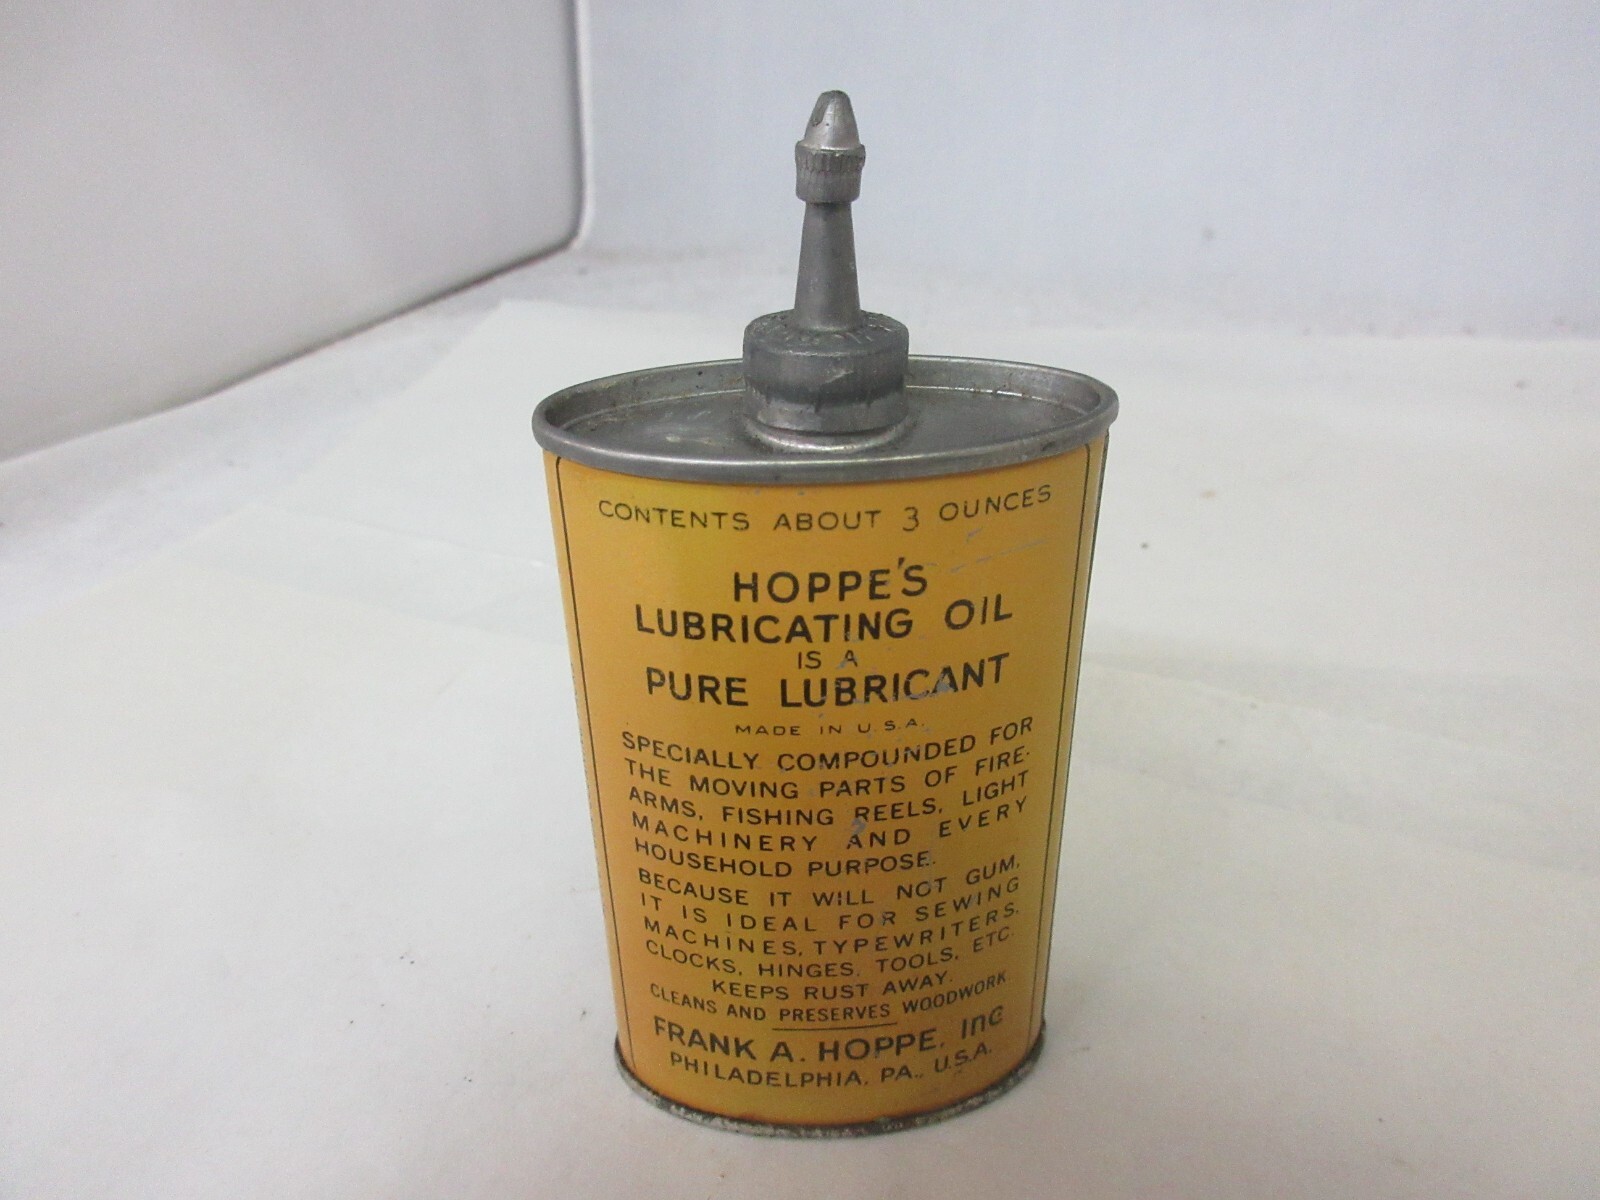 CONTENTS ABOUT 3 OUNCES
HOPPE'S
LUBRICATING OIL
IS A
PURE LUBRICANT
MADE IN U.S.A.
SPECIALLY COMPOUNDED FOR
THE MOVING PARTS OF FIRE-
ARMS, FISHING REELS, LIGHT
MACHINERY AND EVERY
HOUSEHOLD PURPOSE.
BECAUSE IT WILL NOT GUM,
IT IS IDEAL FOR SEWING
MACHINES, TYPEWRITERS,
CLOCKS, HINGES, TOOLS, ETC.
KEEPS RUST AWAY.
CLEANS AND PRESERVES WOODWORK.
FRANK A. HOPPE, Inc
PHILADELPHIA, PA., U.S.A.